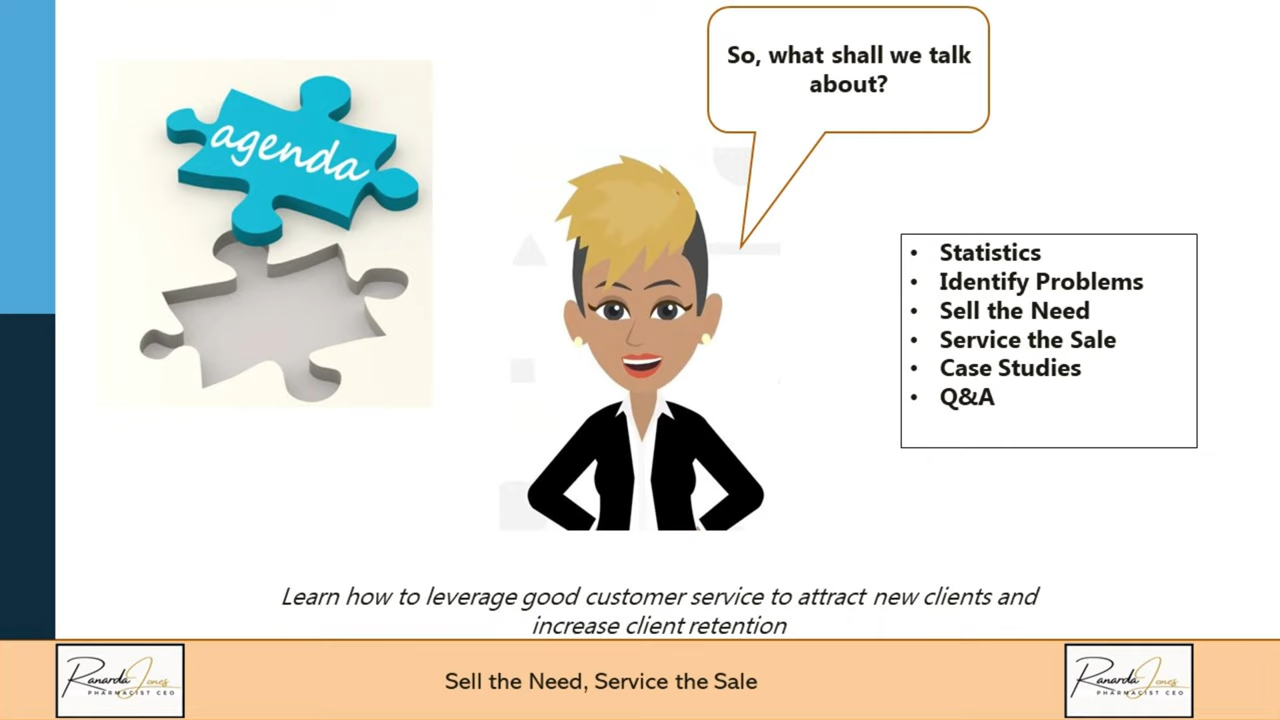 agenda
So, what shall we talk
about?
• Statistics
• Identify Problems
• Sell the Need
• Service the Sale
• Case Studies
• Q&A
Learn how to leverage good customer service to attract new clients and
increase client retention
Ranarda Jones
PHARMACIST CEO
Sell the Need, Service the Sale
Ranarda Jones
PHARMACIST CEO